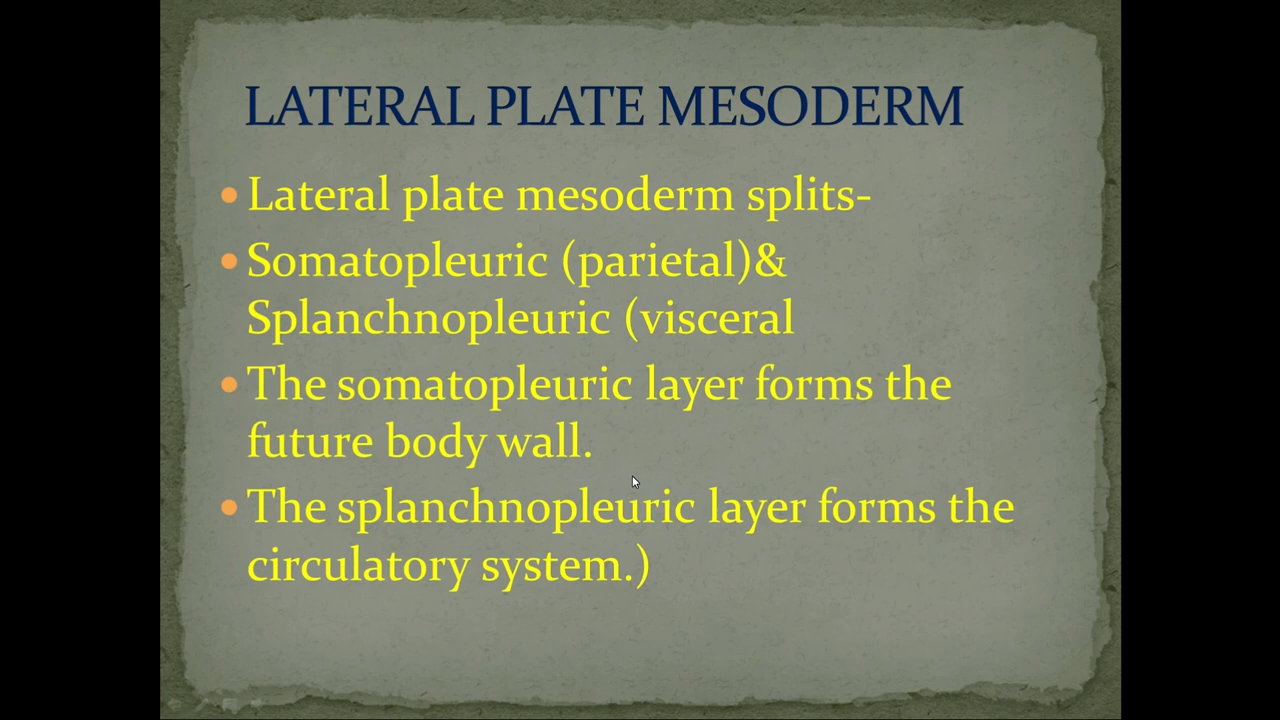 LATERAL PLATE MESODERM
Lateral plate mesoderm splits-
Somatopleuric (parietal)&
Splanchnopleuric (visceral
The somatopleuric layer forms the
future body wall.
The splanchnopleuric layer forms the
circulatory system.)